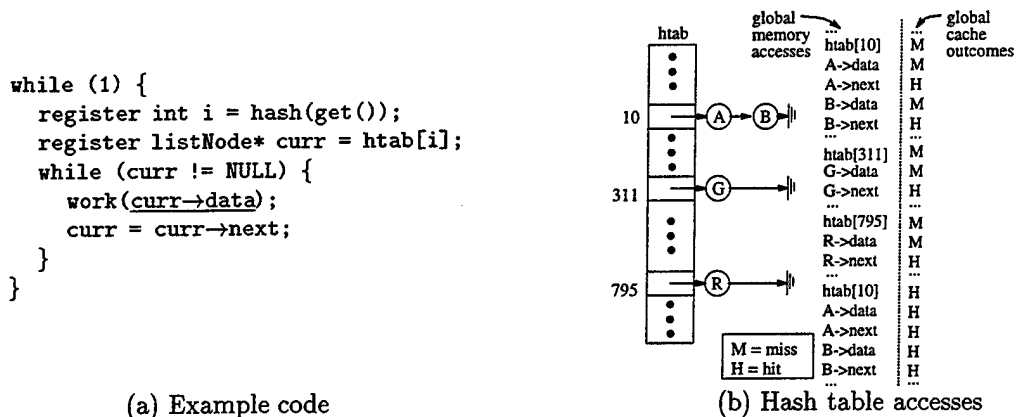 while (1) {
register int i = hash(get());
register listNode* curr = htab[i];
while (curr != NULL) {
work(curr→data);
curr = curr→next;
}
}
(a) Example code
htab
10
311
795
A
B
G
R
M = miss
H = hit
global
memory
accesses
global
cache
outcomes
...
...
htab[10] M
A->data M
A->next H
B->data M
B->next H
...
...
htab[311] M
G->data M
G->next H
...
...
htab[795] M
R->data M
R->next H
...
...
htab[10] H
A->data H
A->next H
B->data H
B->next H
...
...
(b) Hash table accesses